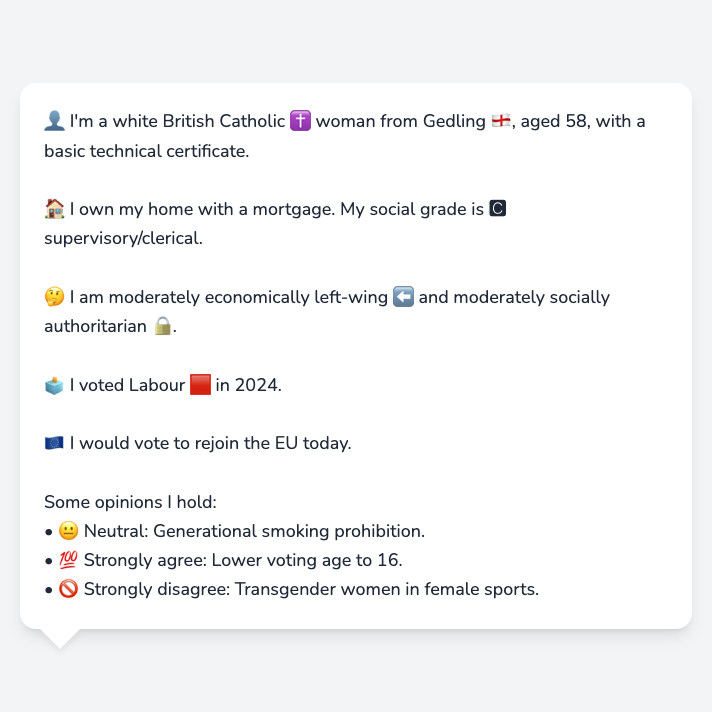 👤 I'm a white British Catholic ✝️ woman from Gedling 🏴󠁧󠁢󠁥󠁮󠁧󠁿, aged 58, with a
basic technical certificate.
🏠 I own my home with a mortgage. My social grade is 🅲
supervisory/clerical.
🤔 I am moderately economically left-wing ⬅️ and moderately socially
authoritarian 🔒.
🗳️ I voted Labour 🟥 in 2024.
🇪🇺 I would vote to rejoin the EU today.
Some opinions I hold:
• 😐 Neutral: Generational smoking prohibition.
• 💯 Strongly agree: Lower voting age to 16.
• 🚫 Strongly disagree: Transgender women in female sports.